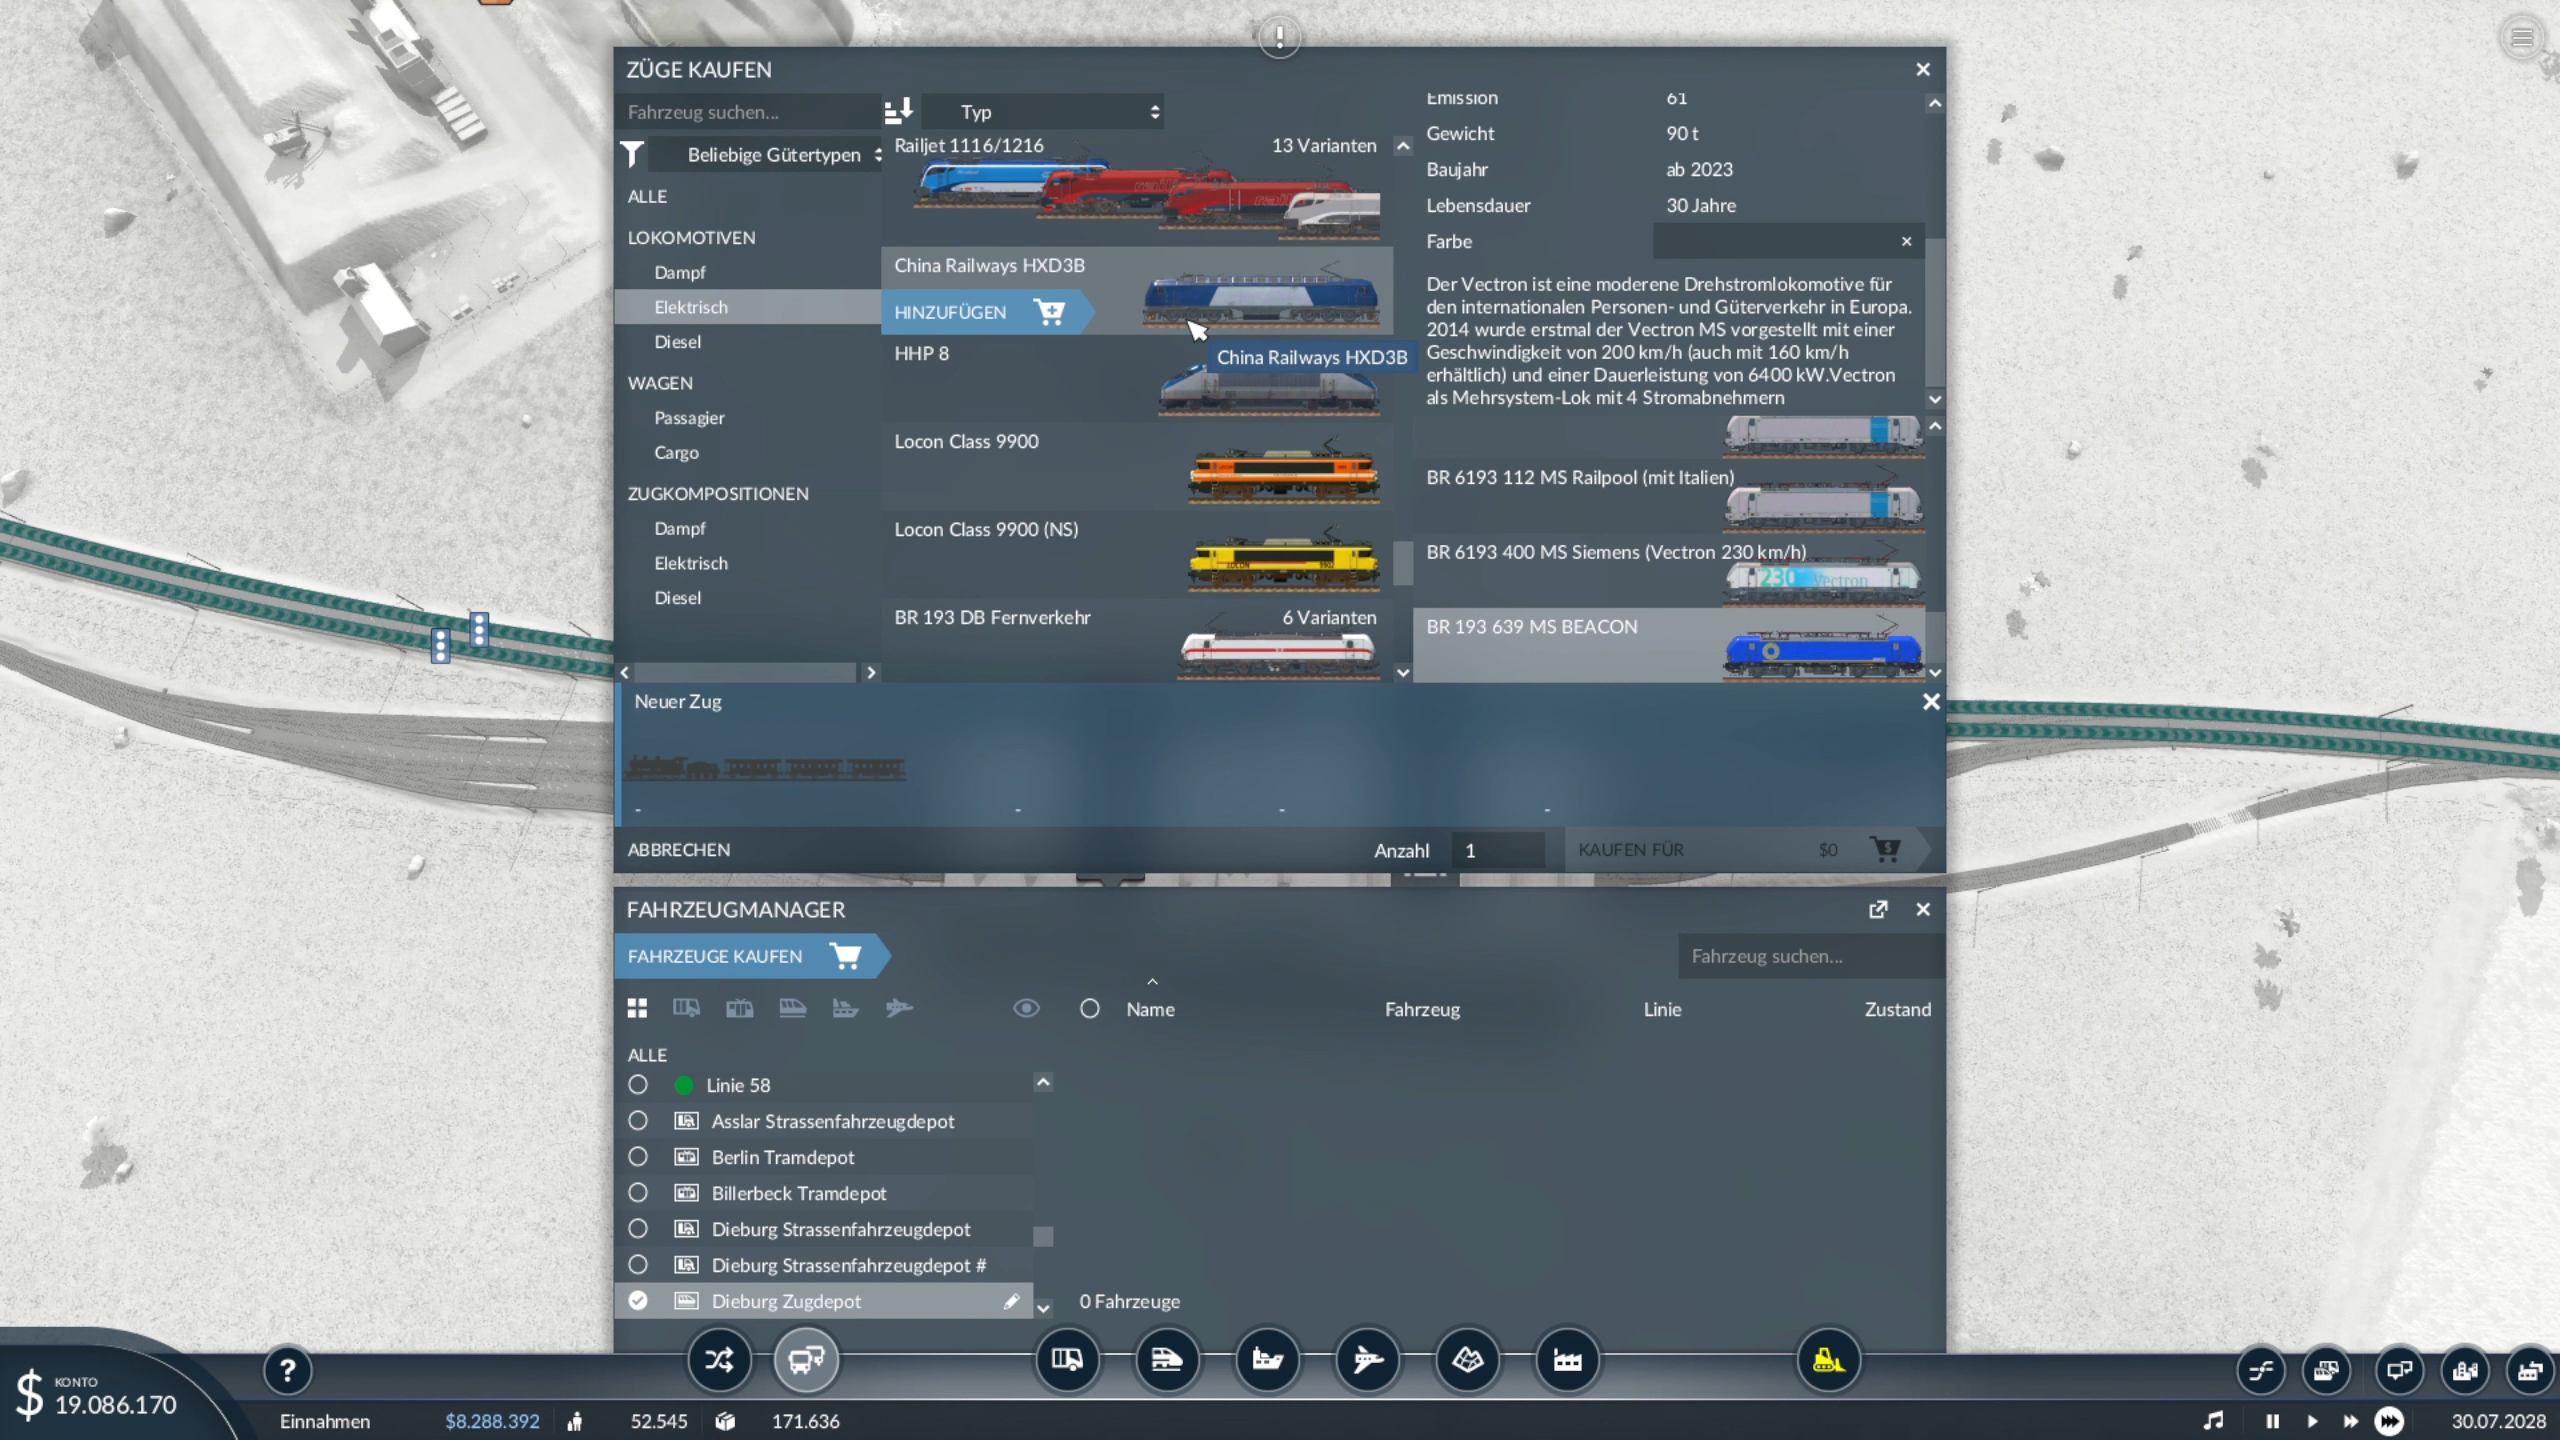 ZÜGE KAUFEN
Fahrzeug suchen...
Typ
Beliebige Gütertypen
ALLE
LOKOMOTIVEN
Dampf
Elektrisch
Diesel
WAGEN
Passagier
Cargo
ZUGKOMPOSITIONEN
Dampf
Elektrisch
Diesel
Railjet 1116/1216
13 Varianten
China Railways HXD3B
HINZUFÜGEN
China Railways HXD3B
HHP 8
Locon Class 9900
Locon Class 9900 (NS)
BR 193 DB Fernverkehr
6 Varianten
Emission
61
Gewicht
90 t
Baujahr
ab 2023
Lebensdauer
30 Jahre
Farbe
Der Vectron ist eine moderene Drehstromlokomotive für
den internationalen Personen- und Güterverkehr in Europa.
2014 wurde erstmal der Vectron MS vorgestellt mit einer
Geschwindigkeit von 200 km/h (auch mit 160 km/h
erhältlich) und einer Dauerleistung von 6400 kW.Vectron
als Mehrsystem-Lok mit 4 Stromabnehmern
BR 6193 112 MS Railpool (mit Italien)
BR 6193 400 MS Siemens (Vectron 230 km/h)
230 Vectron
BR 193 639 MS BEACON
Neuer Zug
-
-
-
-
ABBRECHEN
Anzahl
1
KAUFEN FÜR
$0
FAHRZEUGMANAGER
FAHRZEUGE KAUFEN
Fahrzeug suchen...
Name
Fahrzeug
Linie
Zustand
ALLE
Linie 58
Asslar Strassenfahrzeugdepot
Berlin Tramdepot
Billerbeck Tramdepot
Dieburg Strassenfahrzeugdepot
Dieburg Strassenfahrzeugdepot #
Dieburg Zugdepot
0 Fahrzeuge
KONTO
$ 19.086.170
?
Einnahmen
$8.288.392
52.545
171.636
30.07.2028